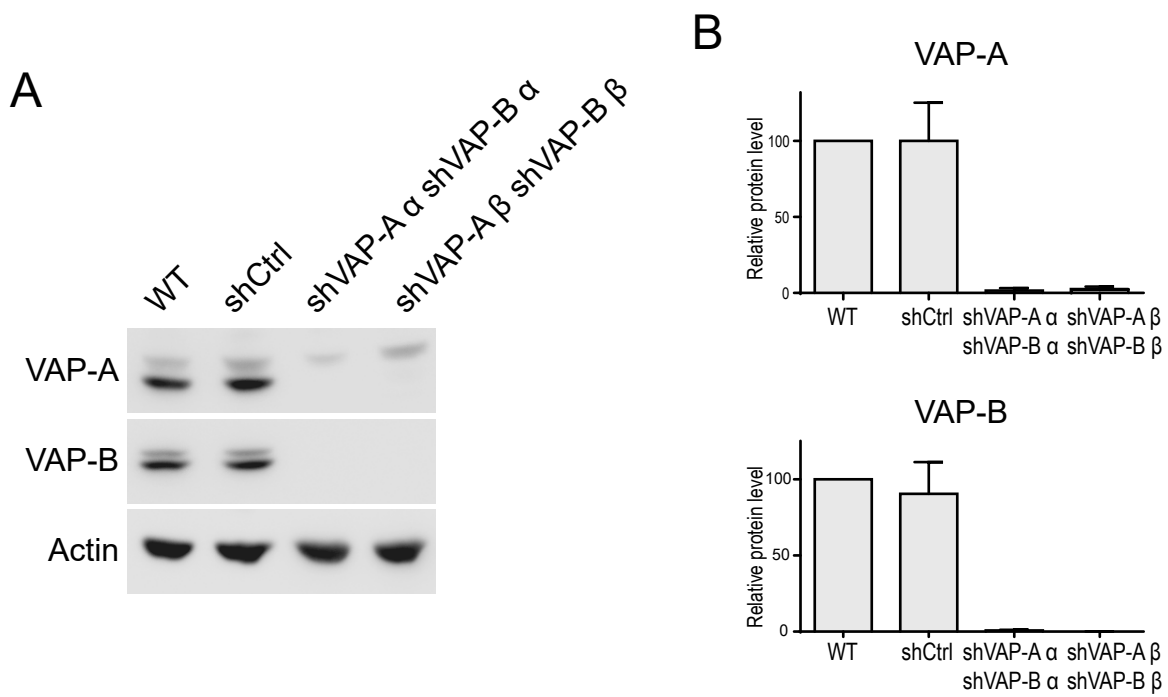 A
WT
shCtrl
shVAP-A α shVAP-B α
shVAP-A β shVAP-B β
VAP-A
VAP-B
Actin
B
VAP-A
Relative protein level
100
50
0
WT
shCtrl
shVAP-A α
shVAP-B α
shVAP-A β
shVAP-B β
VAP-B
Relative protein level
100
50
0
WT
shCtrl
shVAP-A α
shVAP-B α
shVAP-A β
shVAP-B β